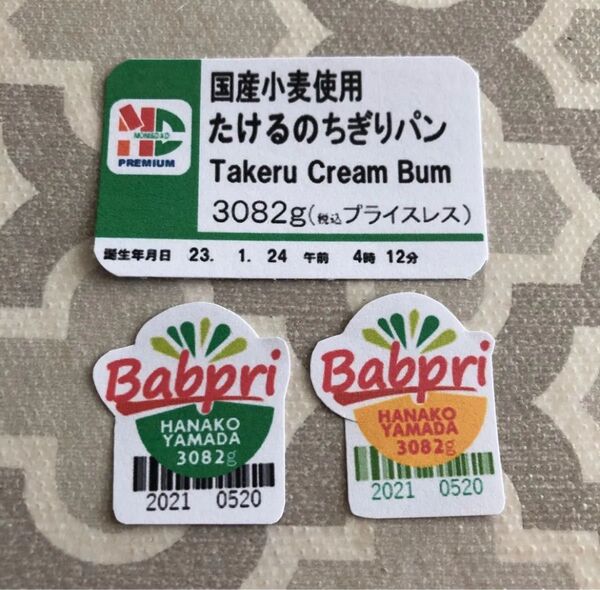 国産小麦使用
たけるのちぎりパン
Takeru Cream Bum
3082g(税込プライスレス)
誕生年月日 23. 1. 24 午前 4時 12分
MOM&DAD
PREMIUM
Babpri
HANAKO
YAMADA
3082g
2021 0520
Babpri
HANAKO
YAMADA
3082g
2021 0520